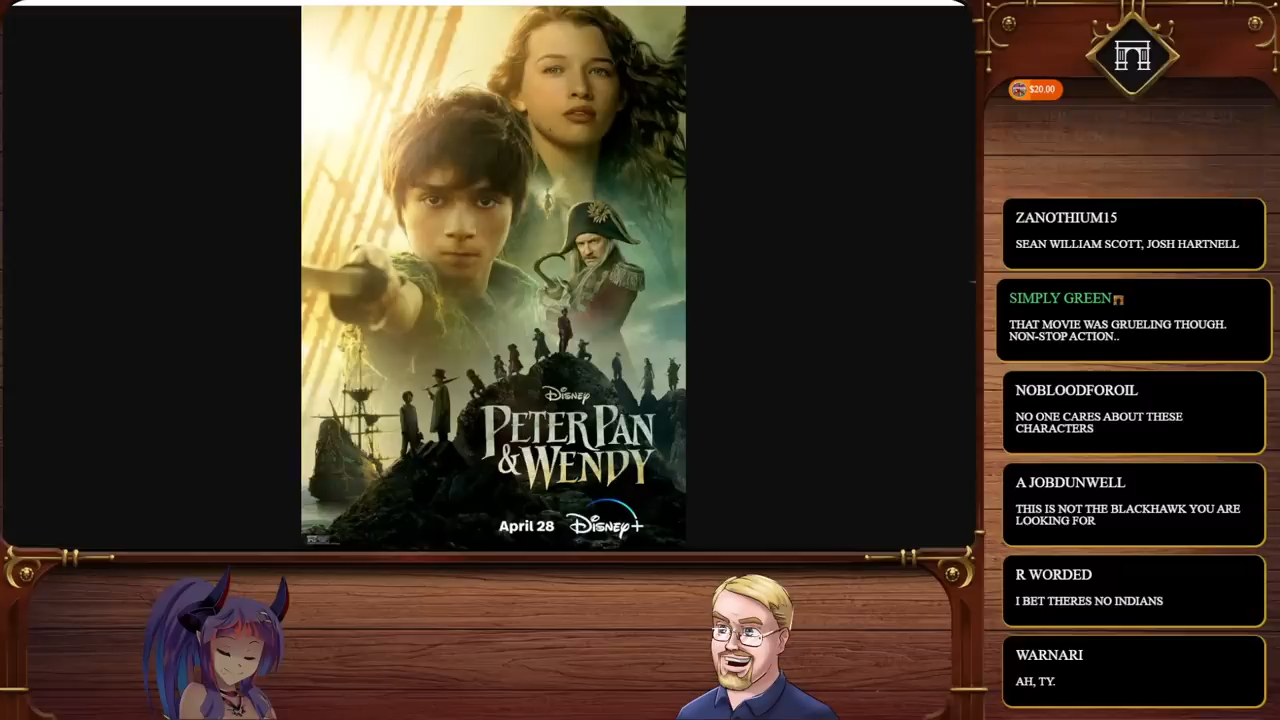 DISNEY
PETER PAN
& WENDY
April 28 Disney+
$20.00
ZANOTHIUM15
SEAN WILLIAM SCOTT, JOSH HARTNELL
SIMPLY GREEN
THAT MOVIE WAS GRUELING THOUGH.
NON-STOP ACTION..
NOBLOODFOROIL
NO ONE CARES ABOUT THESE
CHARACTERS
A JOBDUNWELL
THIS IS NOT THE BLACKHAWK YOU ARE
LOOKING FOR
R WORDED
I BET THERES NO INDIANS
WARNARI
AH, TY.